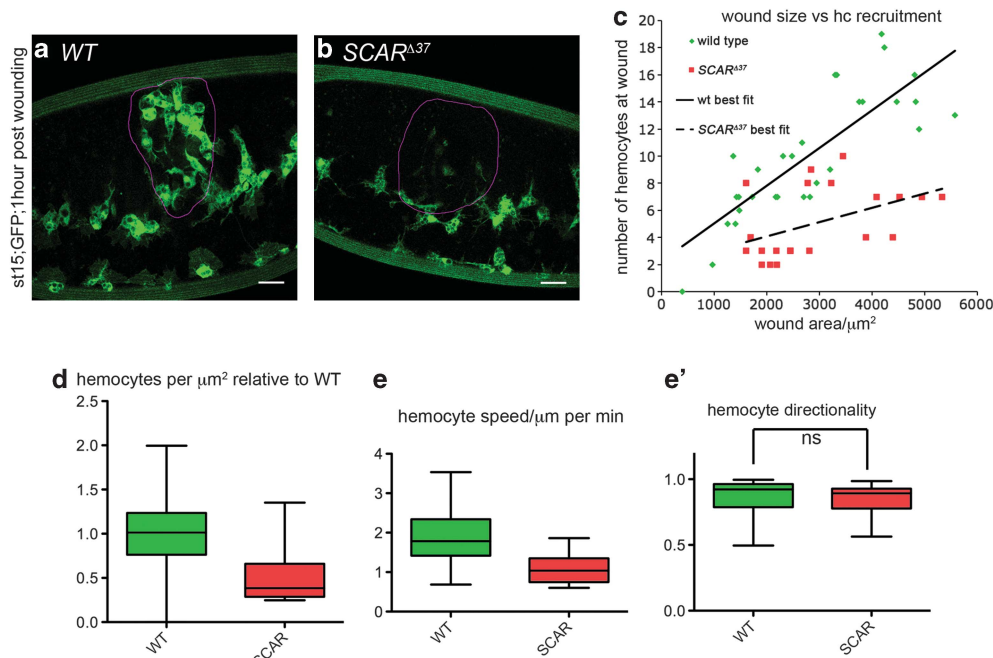 a WT
b SCARΔ37
st15;GFP;1hour post wounding
c wound size vs hc recruitment
number of hemocytes at wound
20
18
16
14
12
10
8
6
4
2
0
wild type
SCARΔ37
wt best fit
SCARΔ37 best fit
1000 2000 3000 4000 5000 6000
wound area/μm²
d hemocytes per μm² relative to WT
2.5
2.0
1.5
1.0
0.5
0.0
WT
SCAR
e
hemocyte speed/μm per min
4
3
2
1
0
WT
SCAR
e'
hemocyte directionality
ns
1.0
0.5
0.0
WT
SCAR